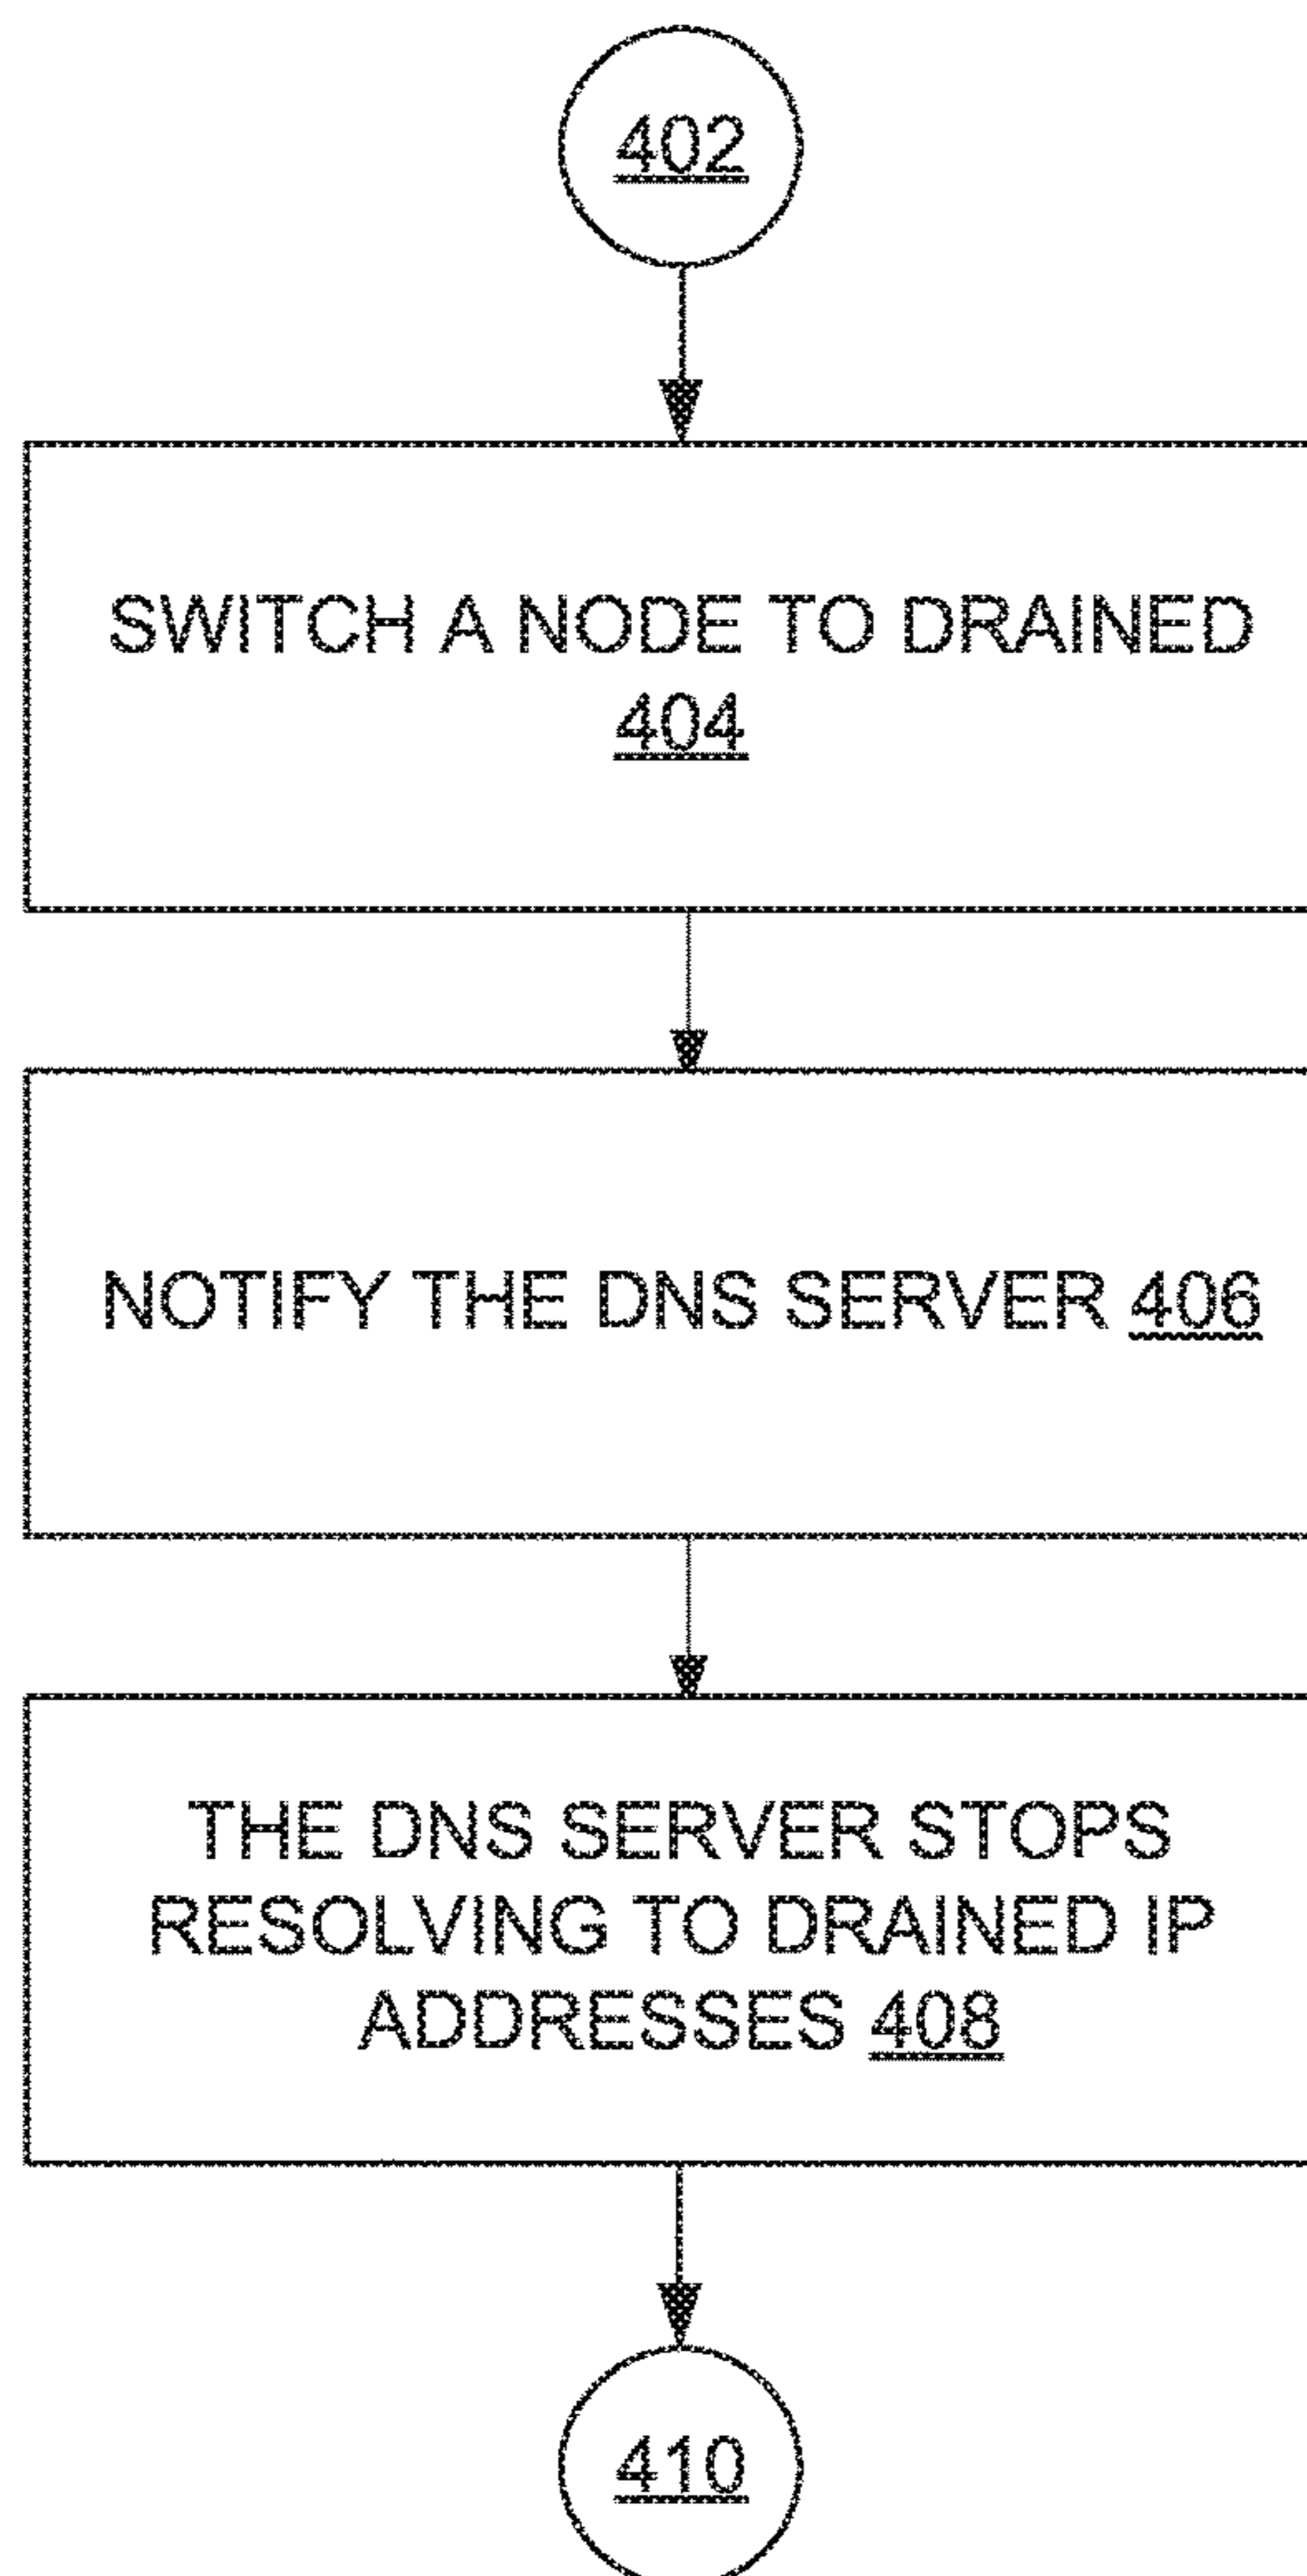 402
SWITCH A NODE TO DRAINED
404
NOTIFY THE DNS SERVER 406
THE DNS SERVER STOPS
RESOLVING TO DRAINED IP
ADDRESSES 408
410